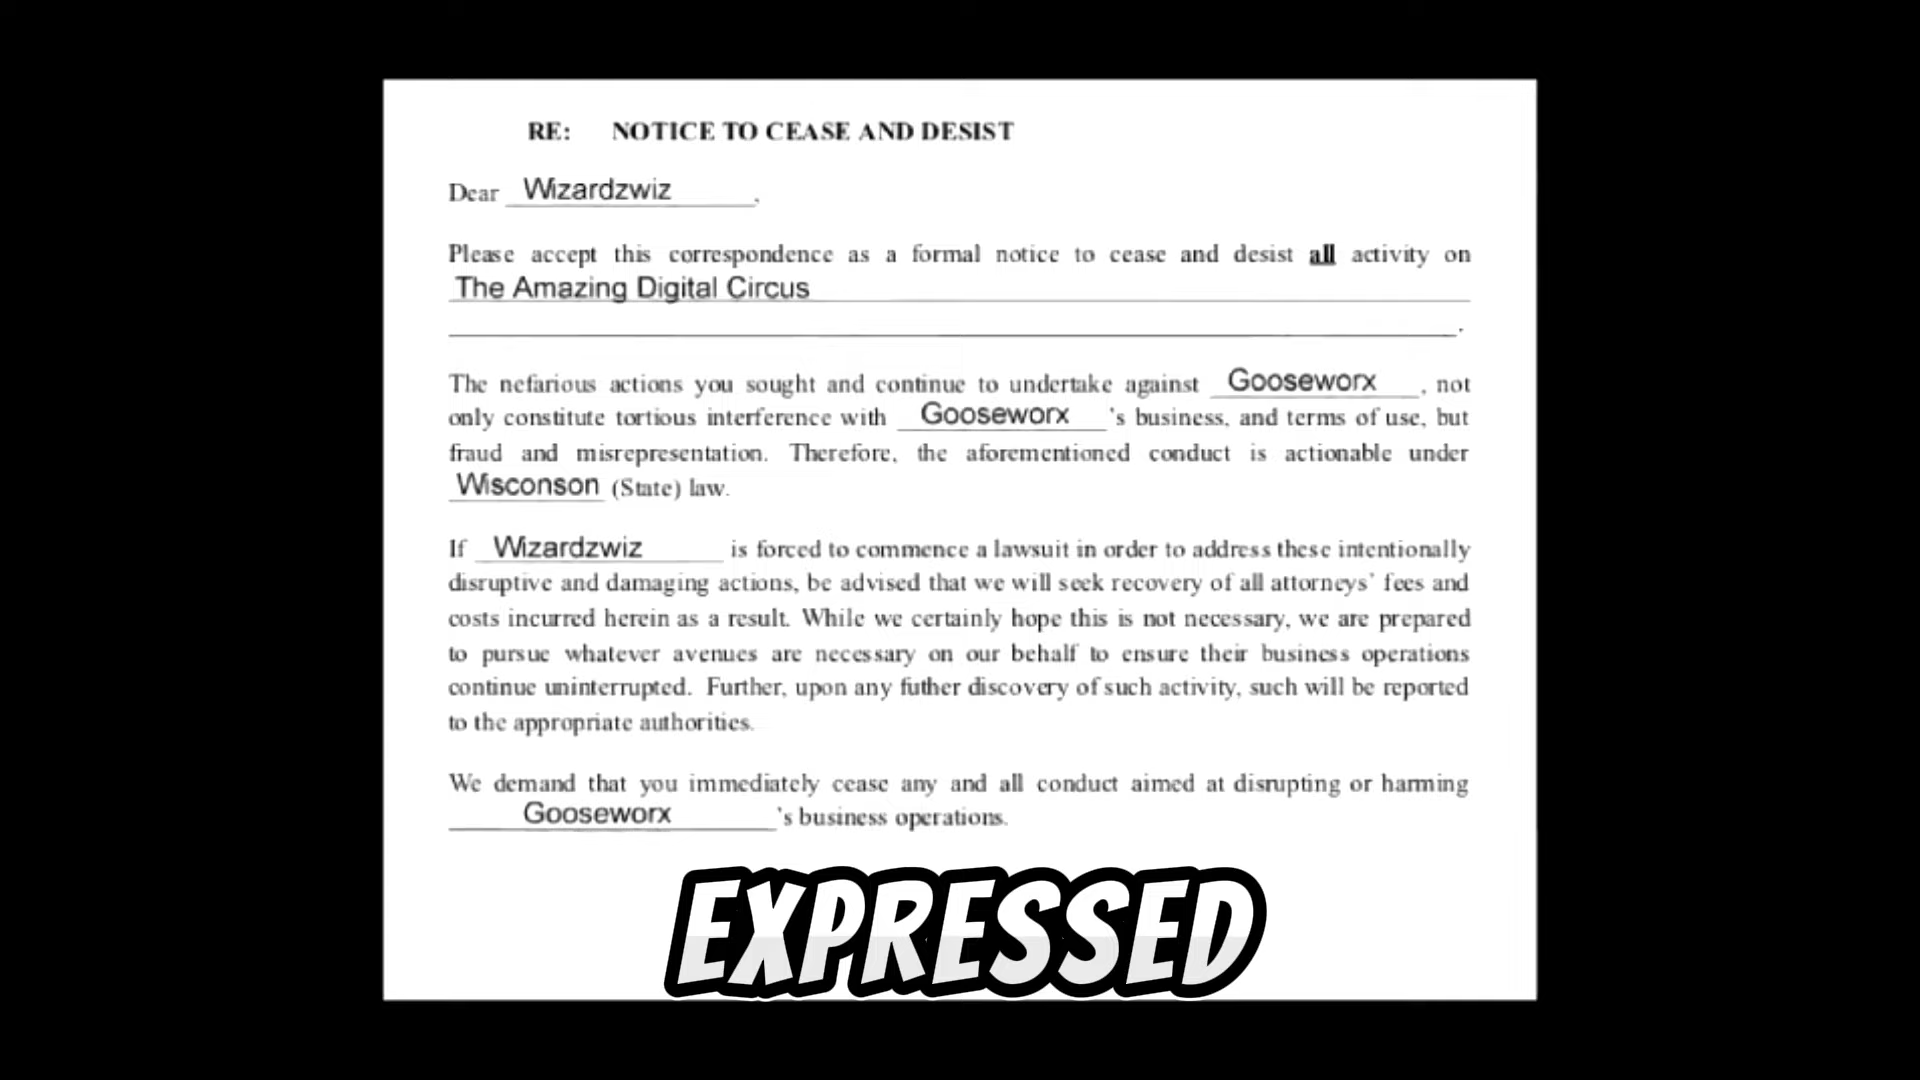 RE: NOTICE TO CEASE AND DESIST
Dear Wizardzwiz,
Please accept this correspondence as a formal notice to cease and desist all activity on
The Amazing Digital Circus
.
The nefarious actions you sought and continue to undertake against Gooseworx, not
only constitute tortious interference with Gooseworx's business, and terms of use, but
fraud and misrepresentation. Therefore, the aforementioned conduct is actionable under
Wisconson (State) law.
If Wizardzwiz is forced to commence a lawsuit in order to address these intentionally
disruptive and damaging actions, be advised that we will seek recovery of all attorneys' fees and
costs incurred herein as a result. While we certainly hope this is not necessary, we are prepared
to pursue whatever avenues are necessary on our behalf to ensure their business operations
continue uninterrupted. Further, upon any futher discovery of such activity, such will be reported
to the appropriate authorities.
We demand that you immediately cease any and all conduct aimed at disrupting or harming
Gooseworx's business operations.
EXPRESSED